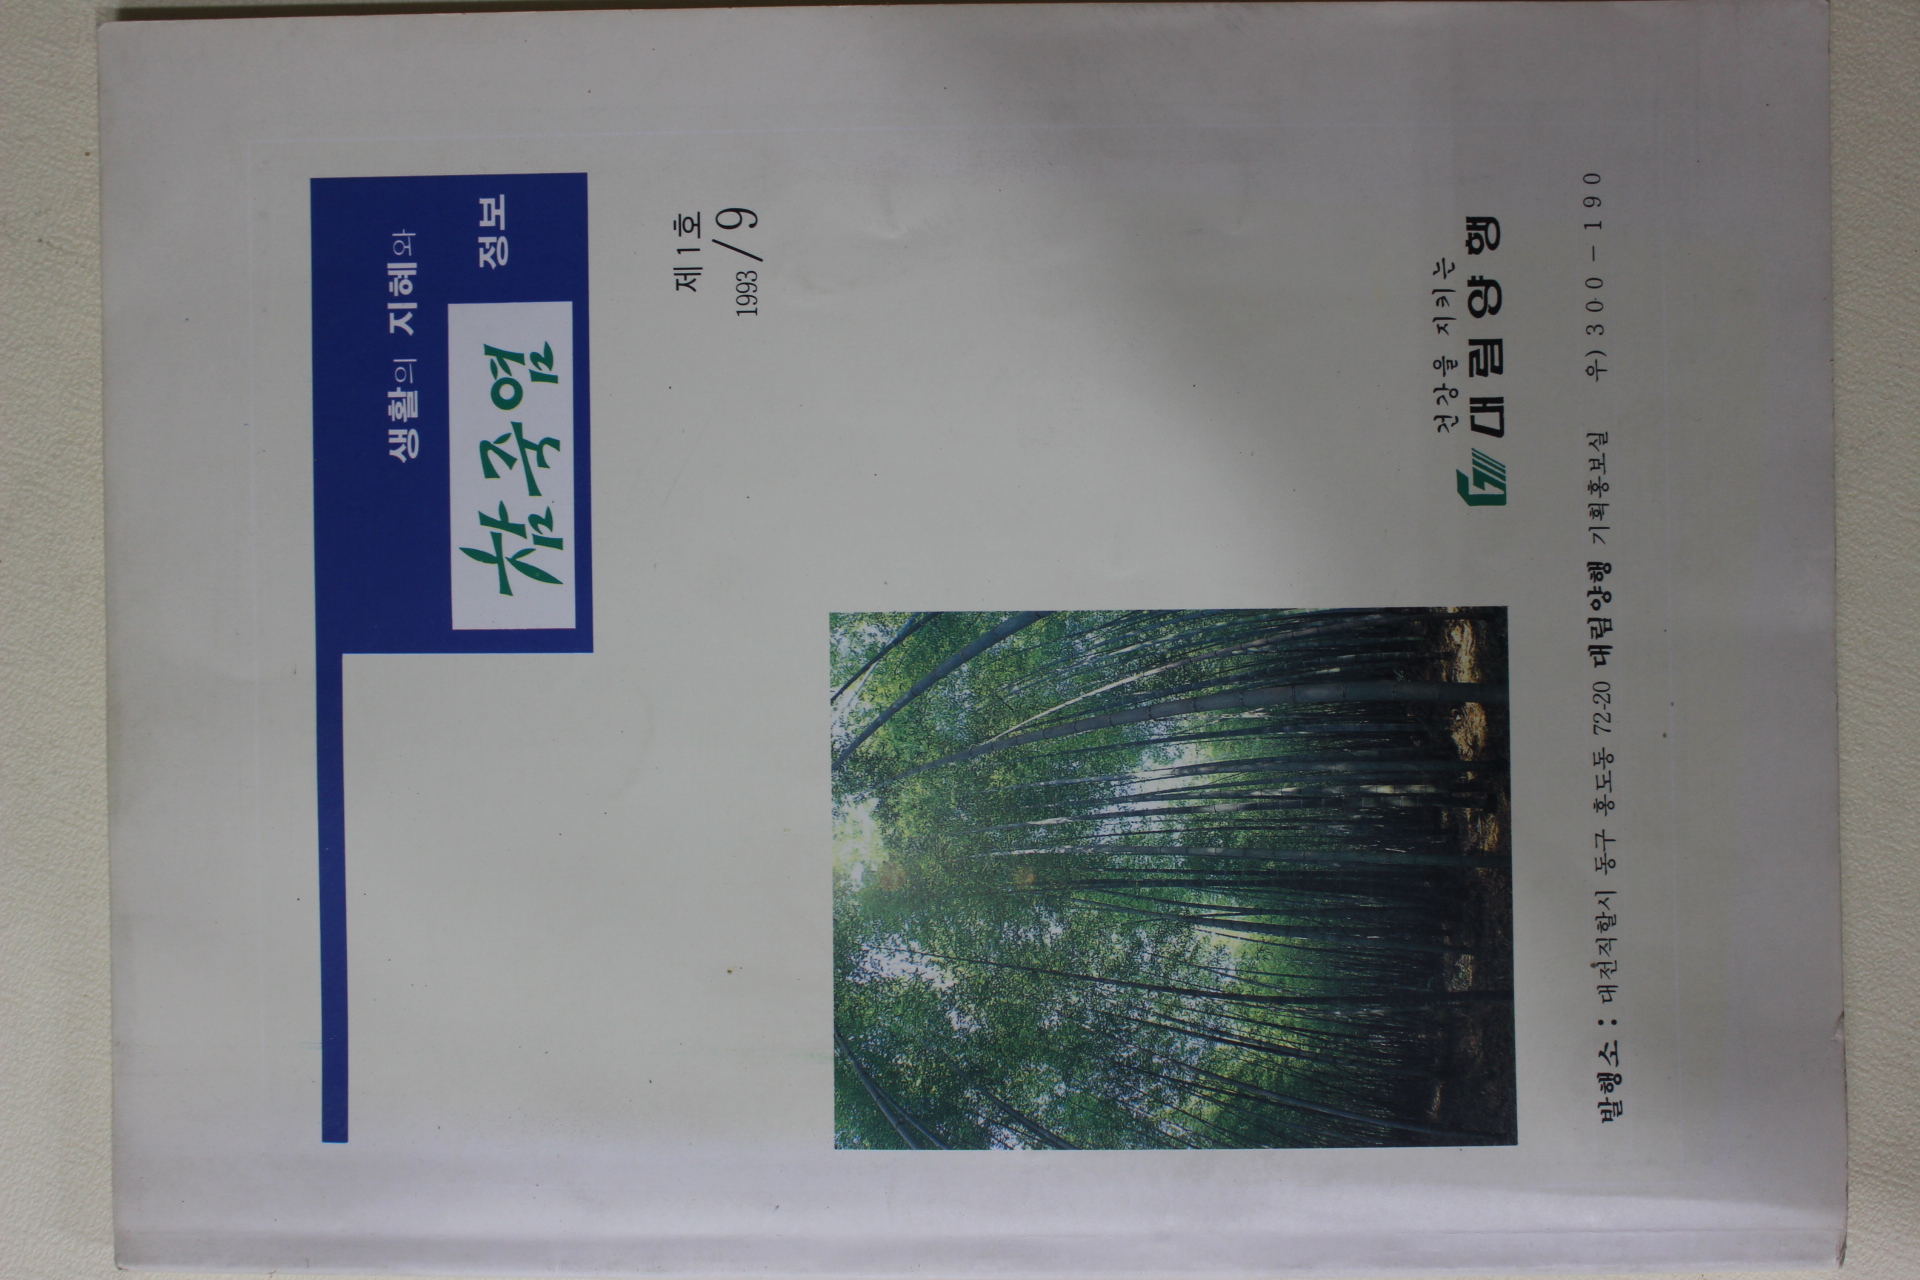 생활의 지혜와
참죽염 정보
제1호
1993/9
건강을 지키는
대림양행
발행소 : 대전직할시 동구 홍도동 72-20 대림양행 기획홍보실 우) 300-190